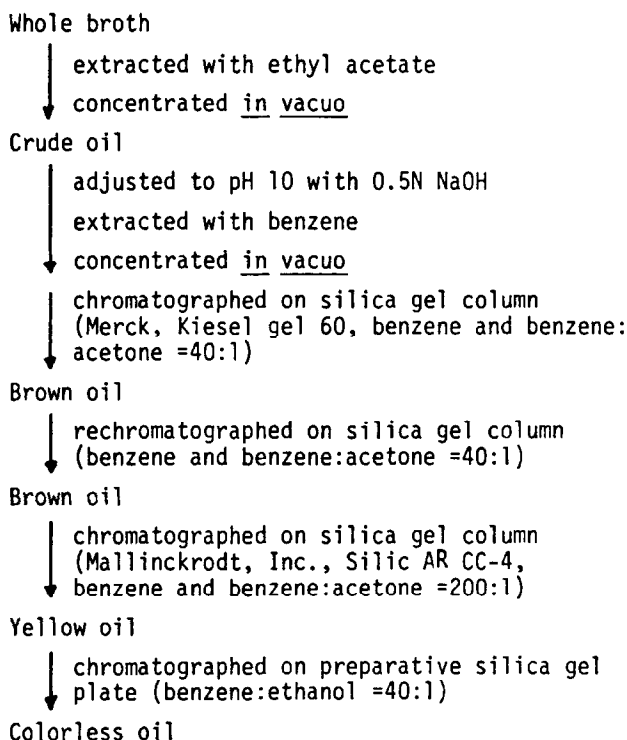 Whole broth
extracted with ethyl acetate
concentrated in vacuo
Crude oil
adjusted to pH 10 with 0.5N NaOH
extracted with benzene
concentrated in vacuo
chromatographed on silica gel column
(Merck, Kiesel gel 60, benzene and benzene:
acetone =40:1)
Brown oil
rechromatographed on silica gel column
(benzene and benzene:acetone =40:1)
Brown oil
chromatographed on silica gel column
(Mallinckrodt, Inc., Silic AR CC-4,
benzene and benzene:acetone =200:1)
Yellow oil
chromatographed on preparative silica gel
plate (benzene:ethanol =40:1)
Colorless oil